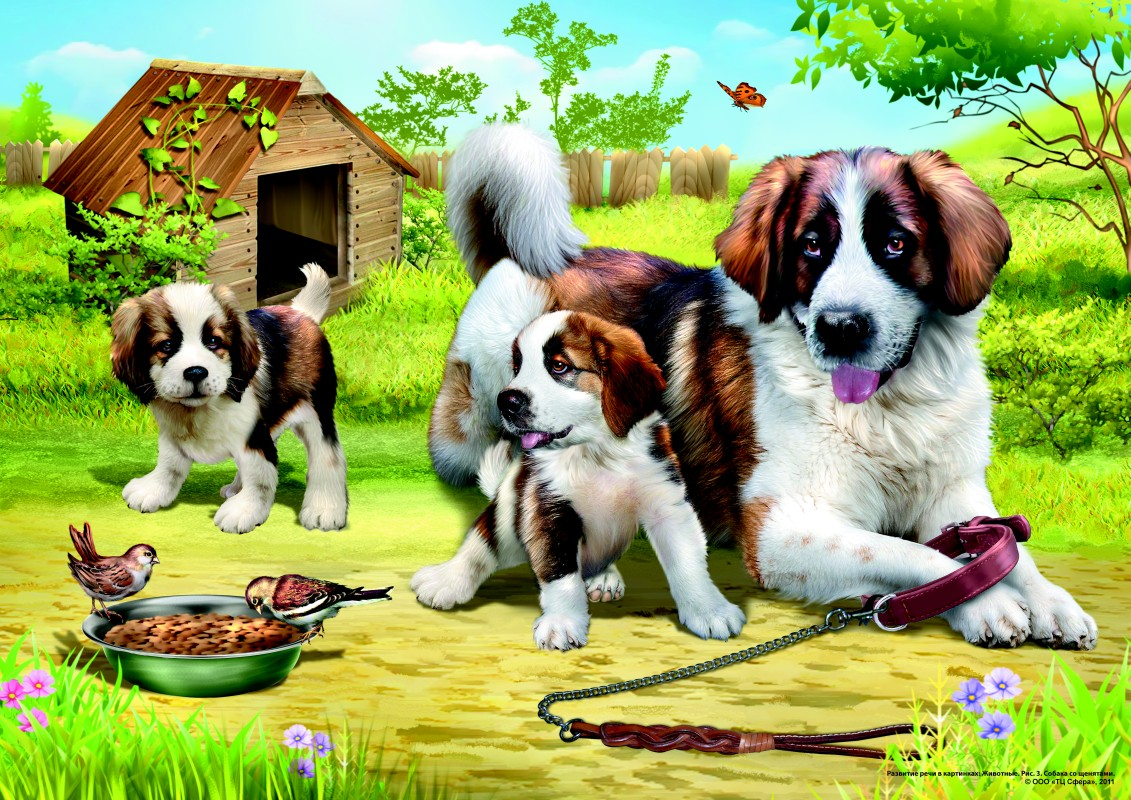 Развитие речи в картинках: Животные. Рис. 3. Собака со щенятами.
© ООО «ТЦ Сфера», 2011